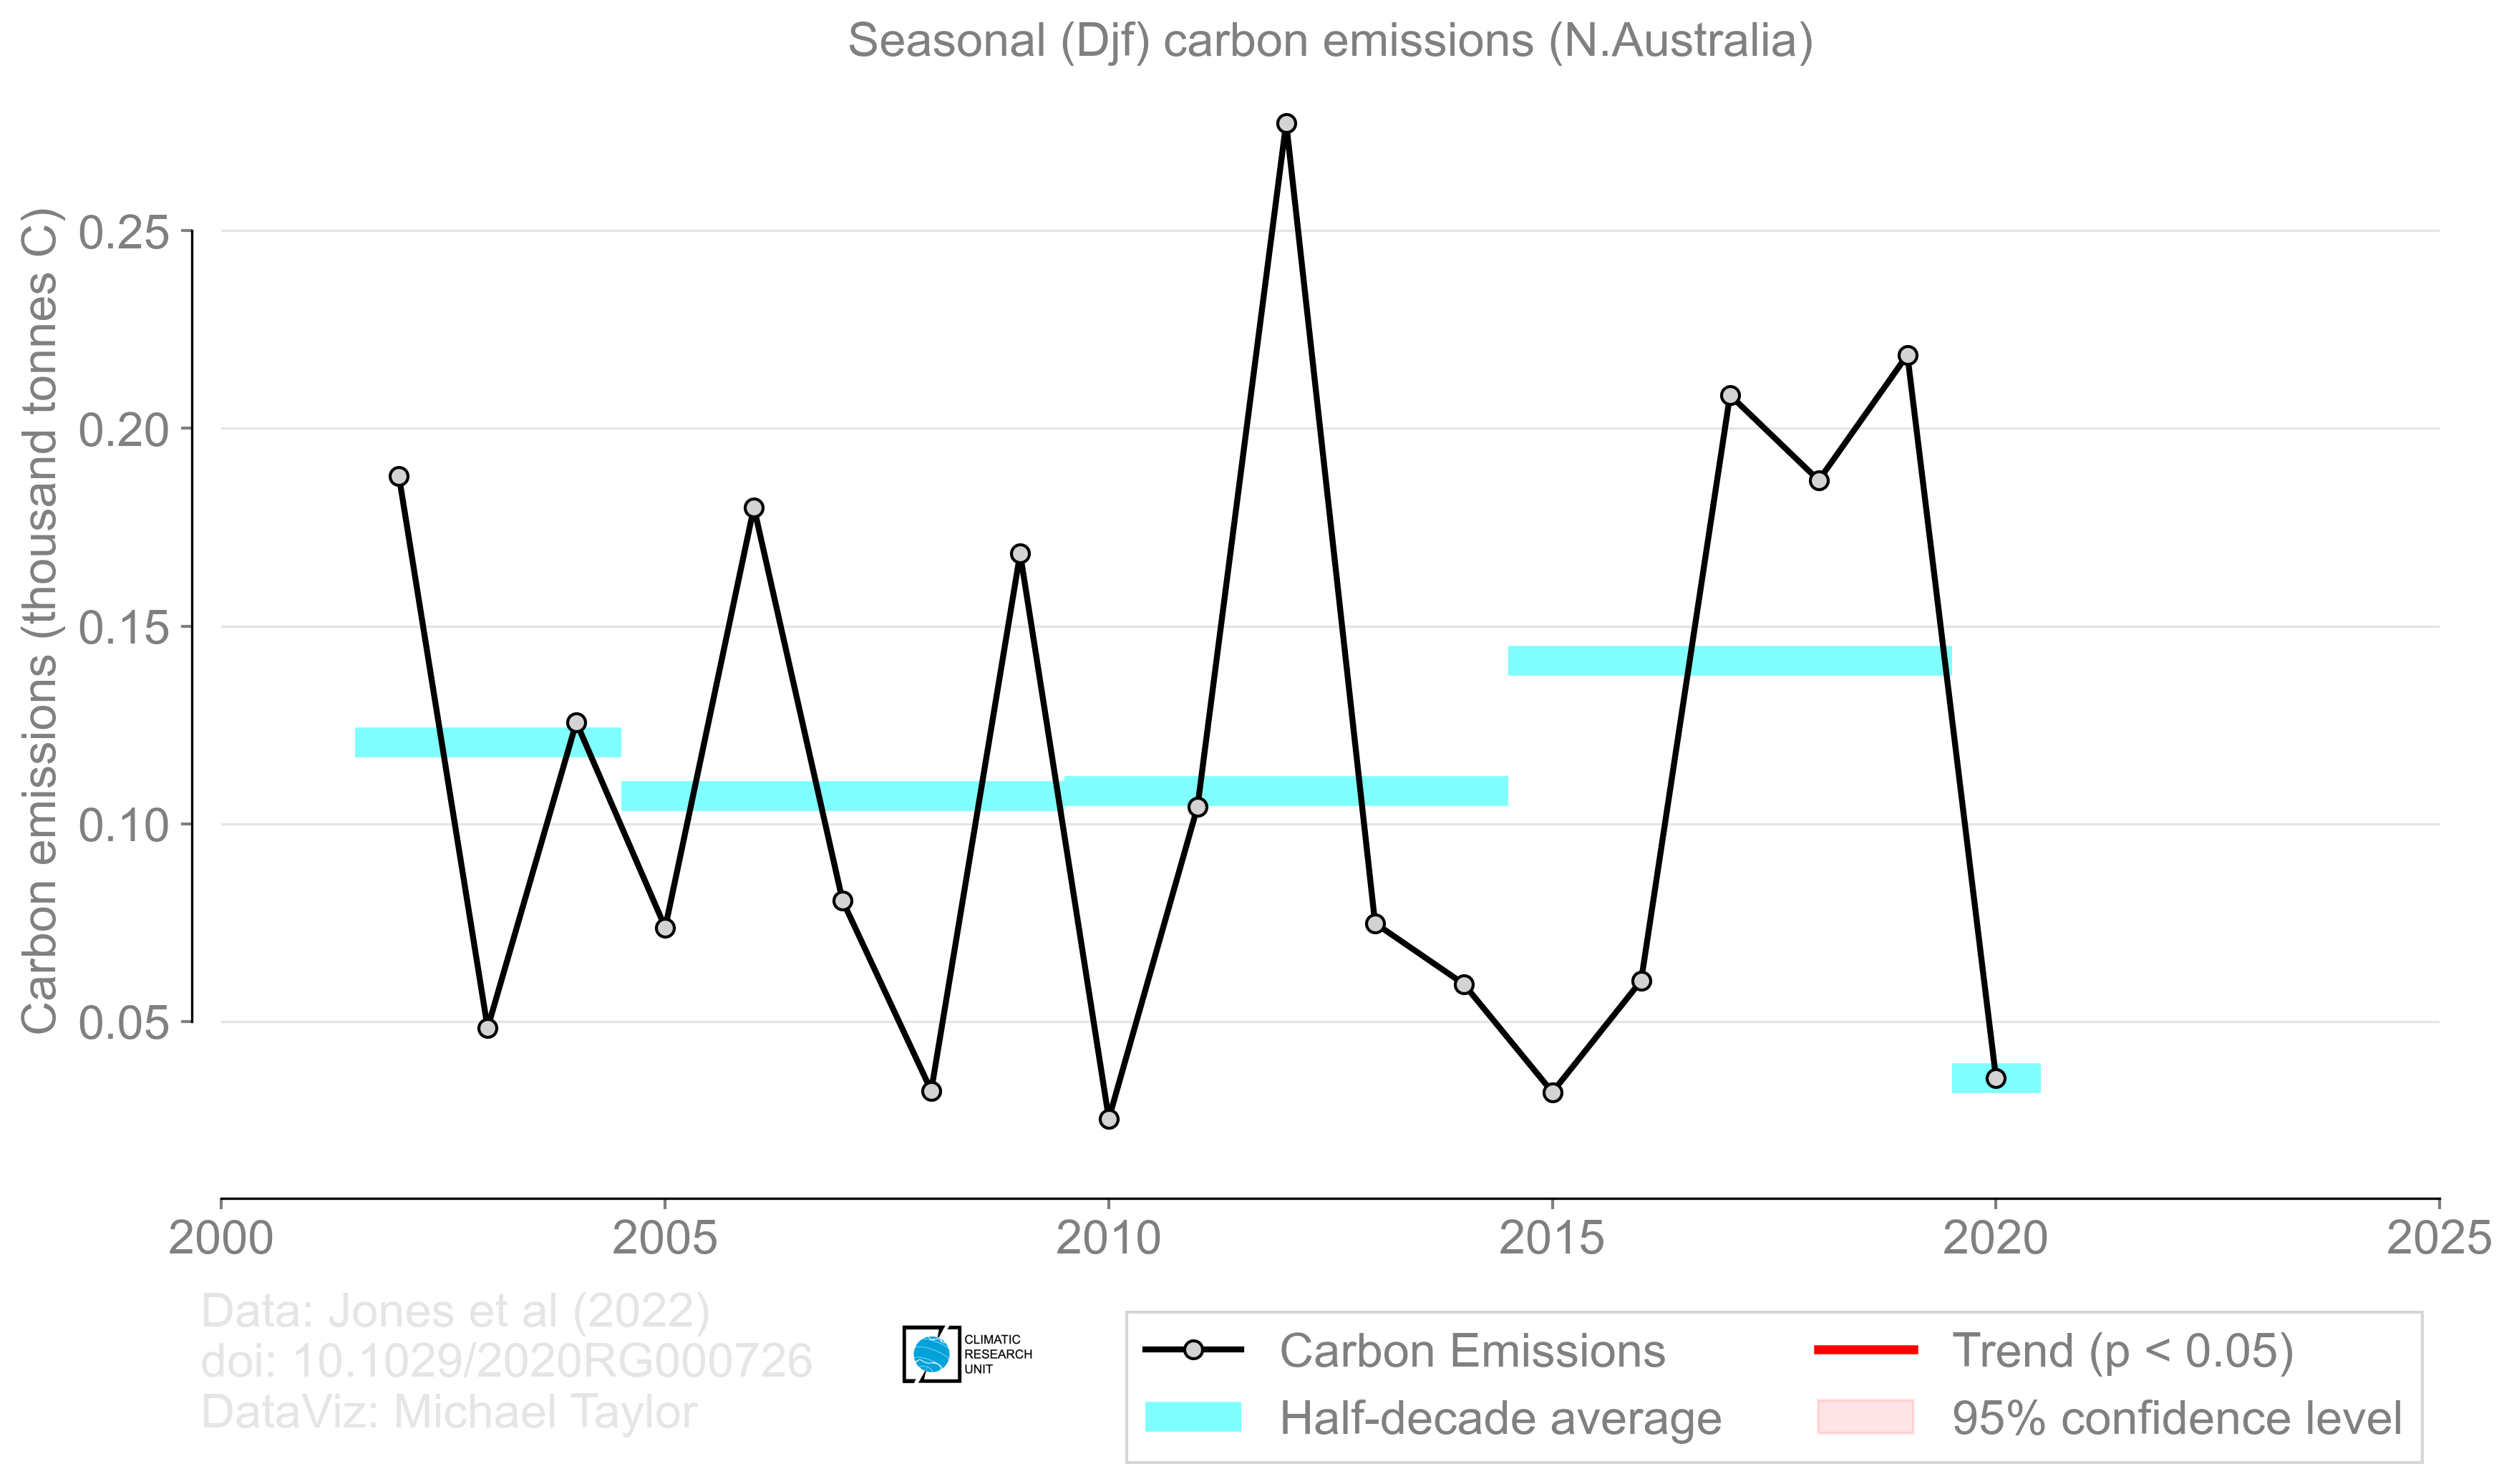 Seasonal (Djf) carbon emissions (N.Australia)
Carbon emissions (thousand tonnes C)
0.25
0.20
0.15
0.10
0.05
2000 2005 2010 2015 2020 2025
Data: Jones et al (2022)
doi: 10.1029/2020RG000726
DataViz: Michael Taylor
CLIMATIC
RESEARCH
UNIT
Carbon Emissions
Half-decade average
Trend (p < 0.05)
95% confidence level